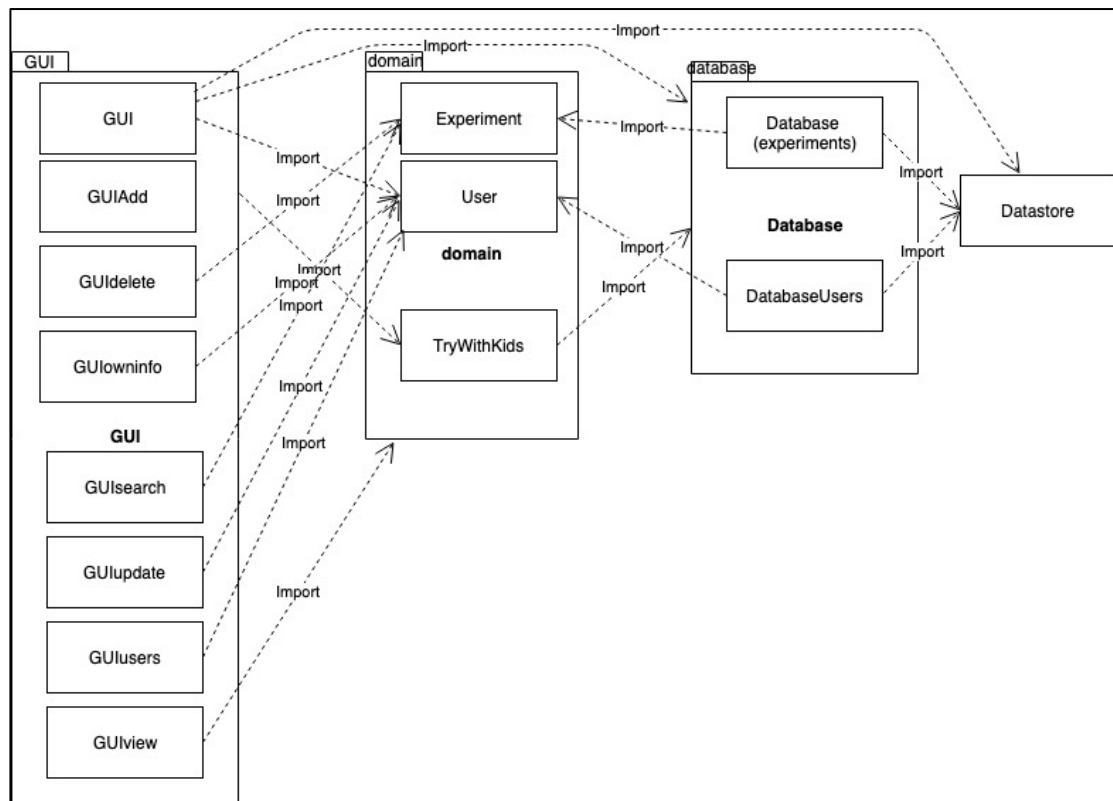 Import
Import
GUI
domain
database
GUI
Experiment
Database
(experiments)
Import
Import
Import
GUIAdd
User
Import
Datastore
Database
domain
Import
Import
GUIdelete
Import
Import
Import
Import
DatabaseUsers
Import
TryWithKids
GUIowninfo
Import
GUI
Import
GUIsearch
GUIupdate
Import
GUIusers
GUIview